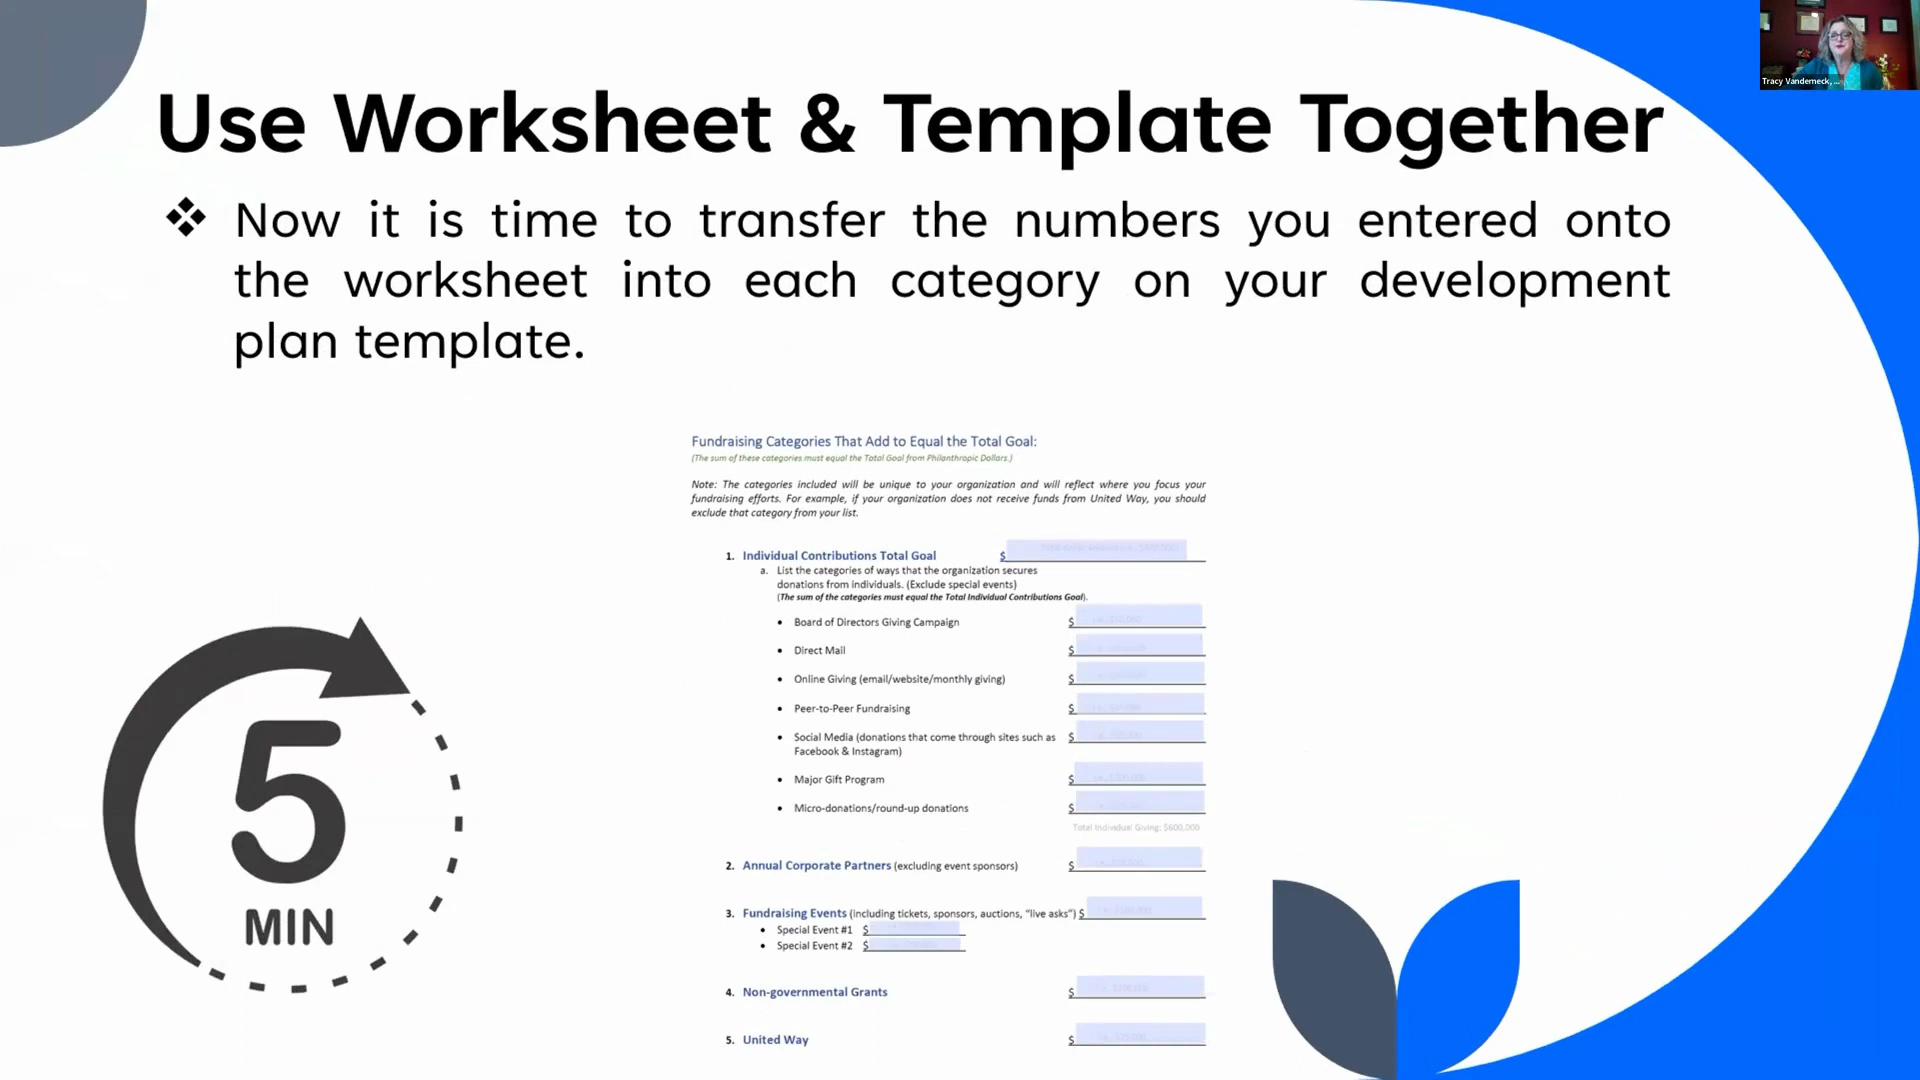 Tracy Vanderneck, ...
Use Worksheet & Template Together
❖ Now it is time to transfer the numbers you entered onto
the worksheet into each category on your development
plan template.
Fundraising Categories That Add to Equal the Total Goal:
(The sum of these categories must equal the Total Goal from Philanthropic Dollars.)
Note: The categories included will be unique to your organization and will reflect where you focus your
fundraising efforts. For example, if your organization does not receive funds from United Way, you should
exclude that category from your list.
1. Individual Contributions Total Goal $
a. List the categories of ways that the organization secures
donations from individuals. (Exclude special events)
(The sum of the categories must equal the Total Individual Contributions Goal).
• Board of Directors Giving Campaign $
• Direct Mail $
• Online Giving (email/website/monthly giving) $
• Peer-to-Peer Fundraising $
• Social Media (donations that come through sites such as $
Facebook & Instagram)
• Major Gift Program $
• Micro-donations/round-up donations $
Total Individual Giving: $600,000
2. Annual Corporate Partners (excluding event sponsors) $
3. Fundraising Events (including tickets, sponsors, auctions, "live asks") $
• Special Event #1 $
• Special Event #2 $
4. Non-governmental Grants $
5. United Way $
5
MIN